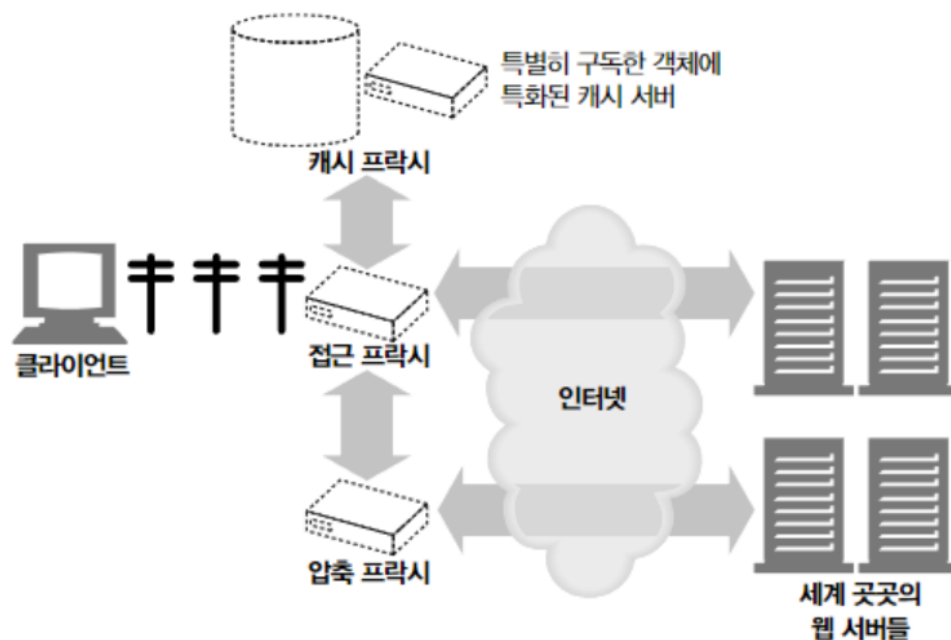 특별히 구독한 객체에
특화된 캐시 서버
캐시 프락시
클라이언트
접근 프락시
인터넷
압축 프락시
세계 곳곳의
웹 서버들